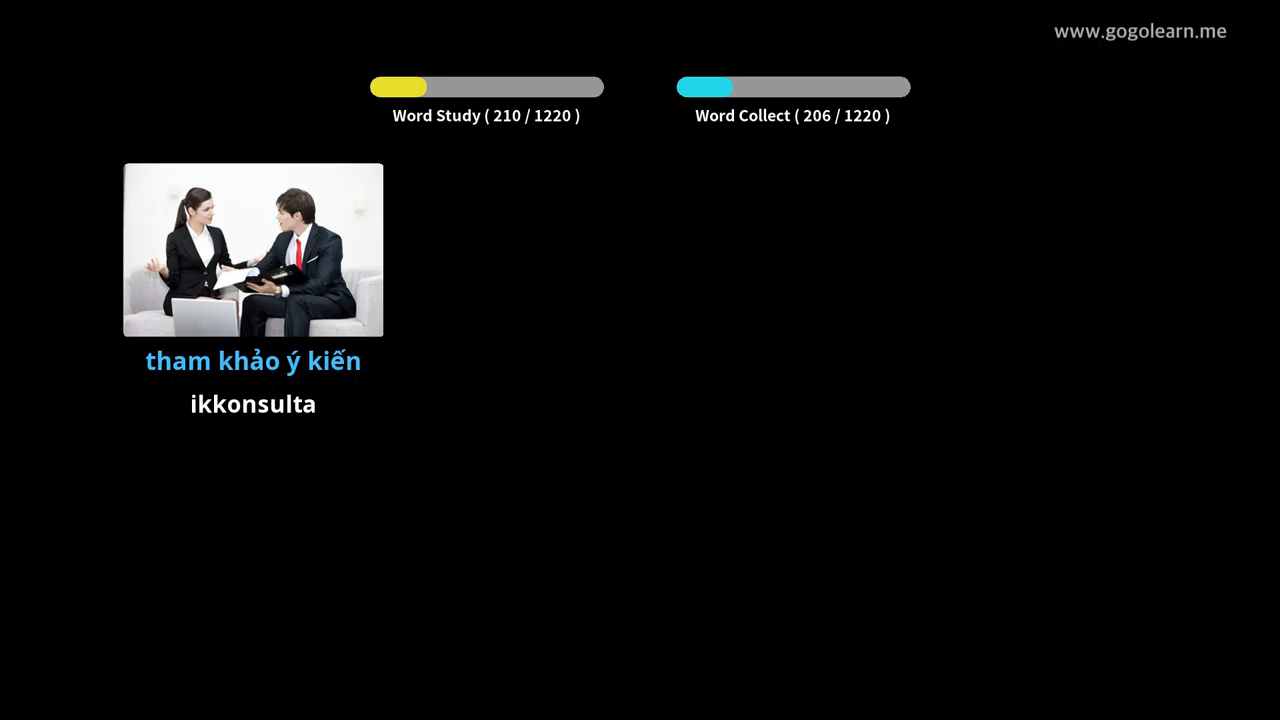 www.gogolearn.me
Word Study ( 210 / 1220 )
Word Collect ( 206 / 1220 )
tham khảo ý kiến
ikkonsulta